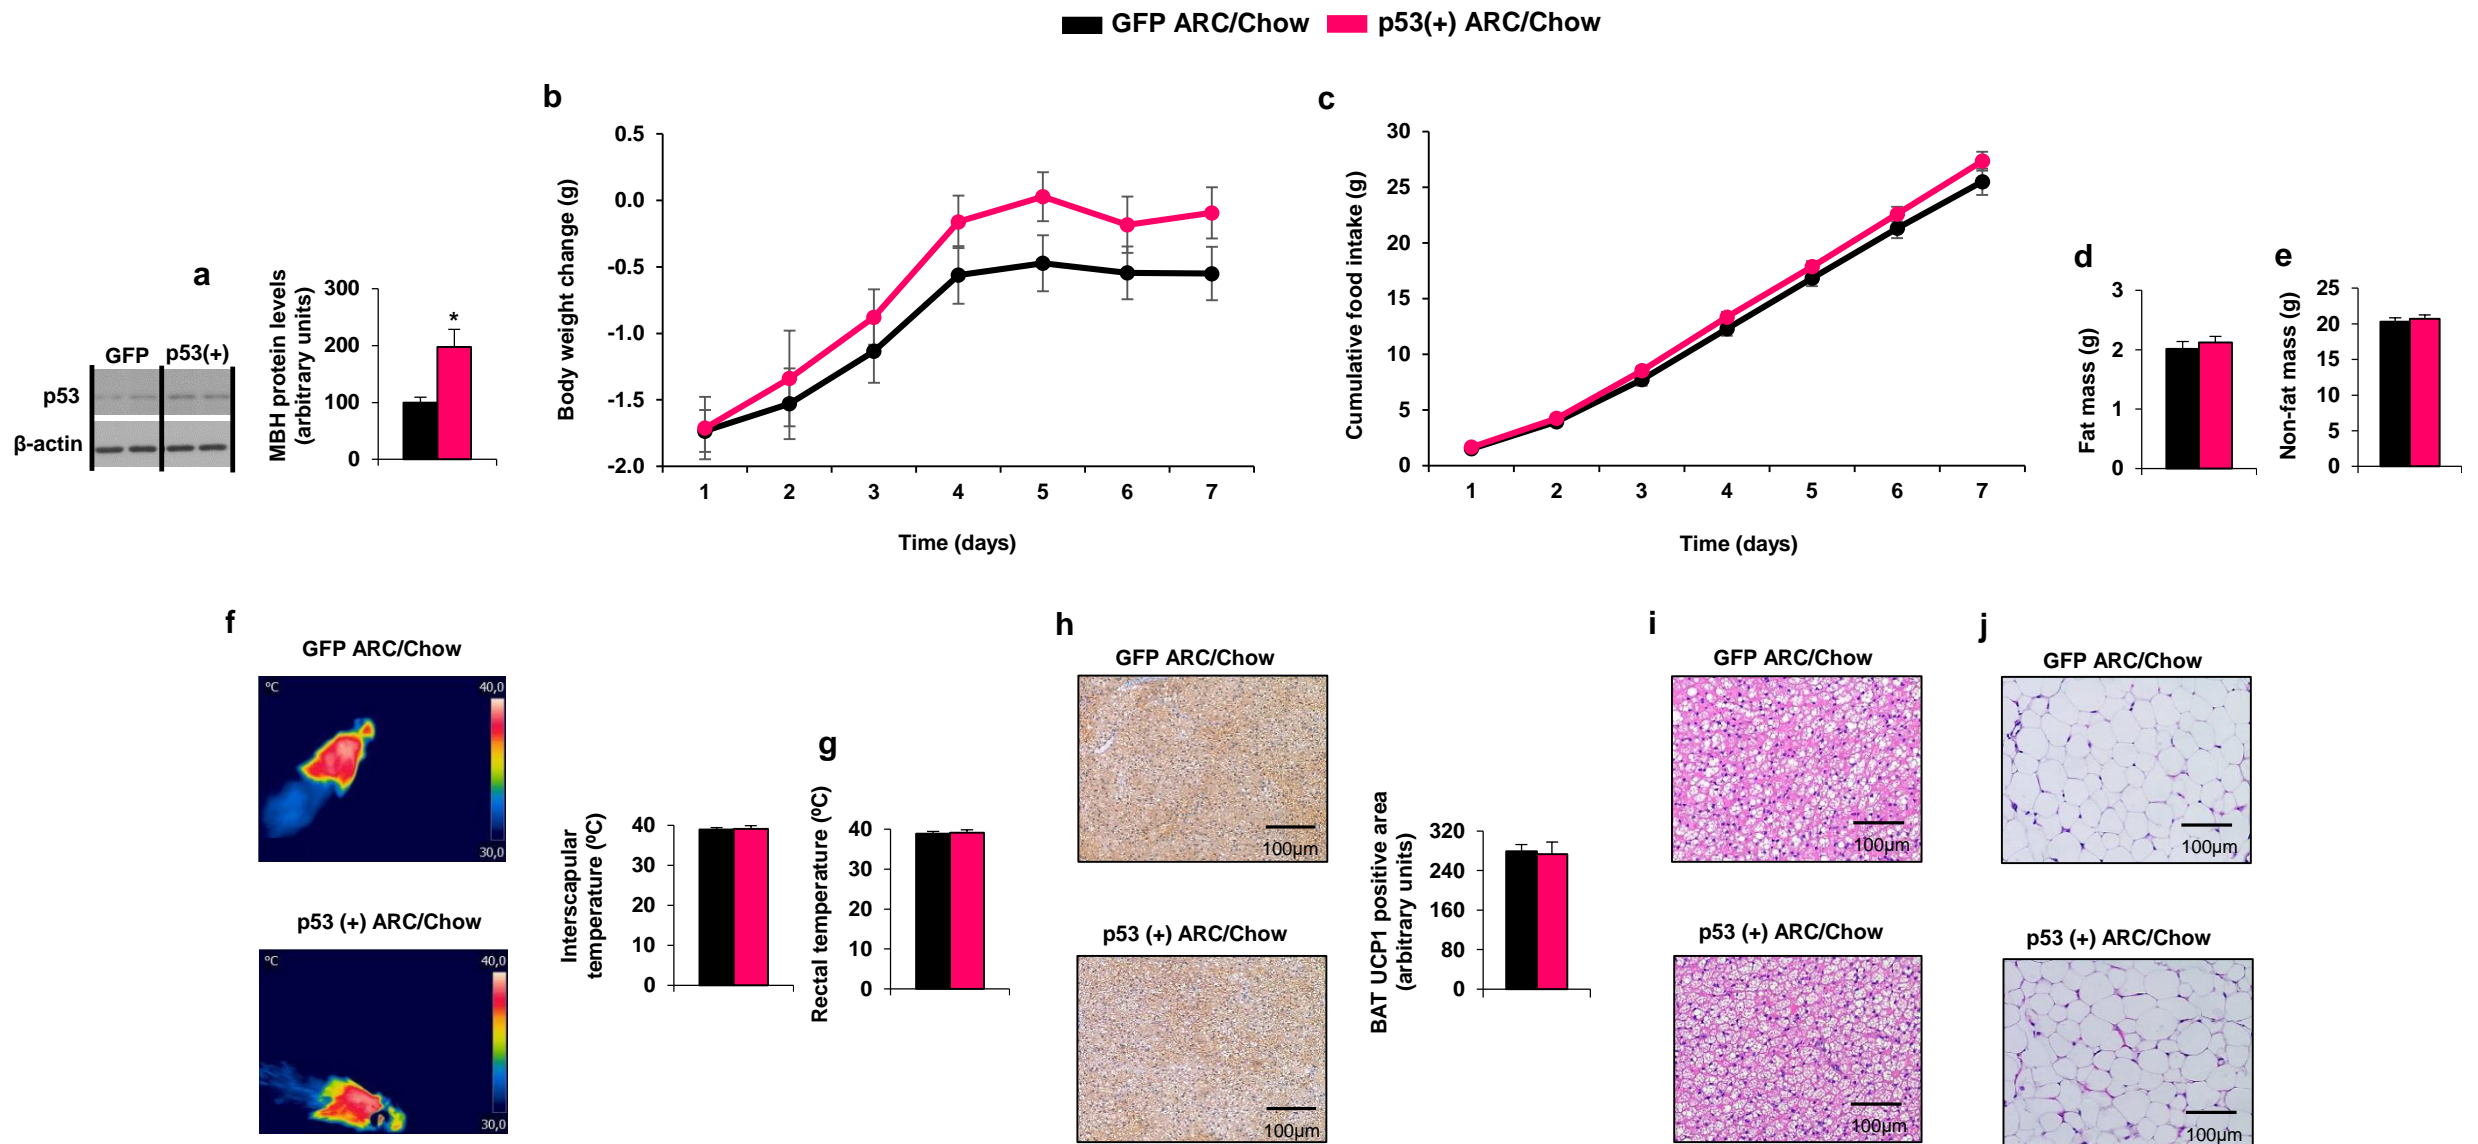 GFP ARC/Chow p53(+) ARC/Chow
a
GFP p53(+)
p53
β-actin
MBH protein levels
(arbitrary units)
300
200
100
0
*
b
Body weight change (g)
0.5
0.0
-0.5
-1.0
-1.5
-2.0
1 2 3 4 5 6 7
Time (days)
c
Cumulative food intake (g)
30
25
20
15
10
5
0
1 2 3 4 5 6 7
Time (days)
d
Fat mass (g)
3
2
1
0
e
Non-fat mass (g)
25
20
15
10
5
0
f
GFP ARC/Chow
ºC
40,0
30,0
p53 (+) ARC/Chow
ºC
40,0
30,0
Interscapular
temperature (ºC)
40
30
20
10
0
g
Rectal temperature (ºC)
40
30
20
10
0
h
GFP ARC/Chow
100µm
p53 (+) ARC/Chow
100µm
BAT UCP1 positive area
(arbitrary units)
320
240
160
80
0
i
GFP ARC/Chow
100µm
p53 (+) ARC/Chow
100µm
j
GFP ARC/Chow
100µm
p53 (+) ARC/Chow
100µm